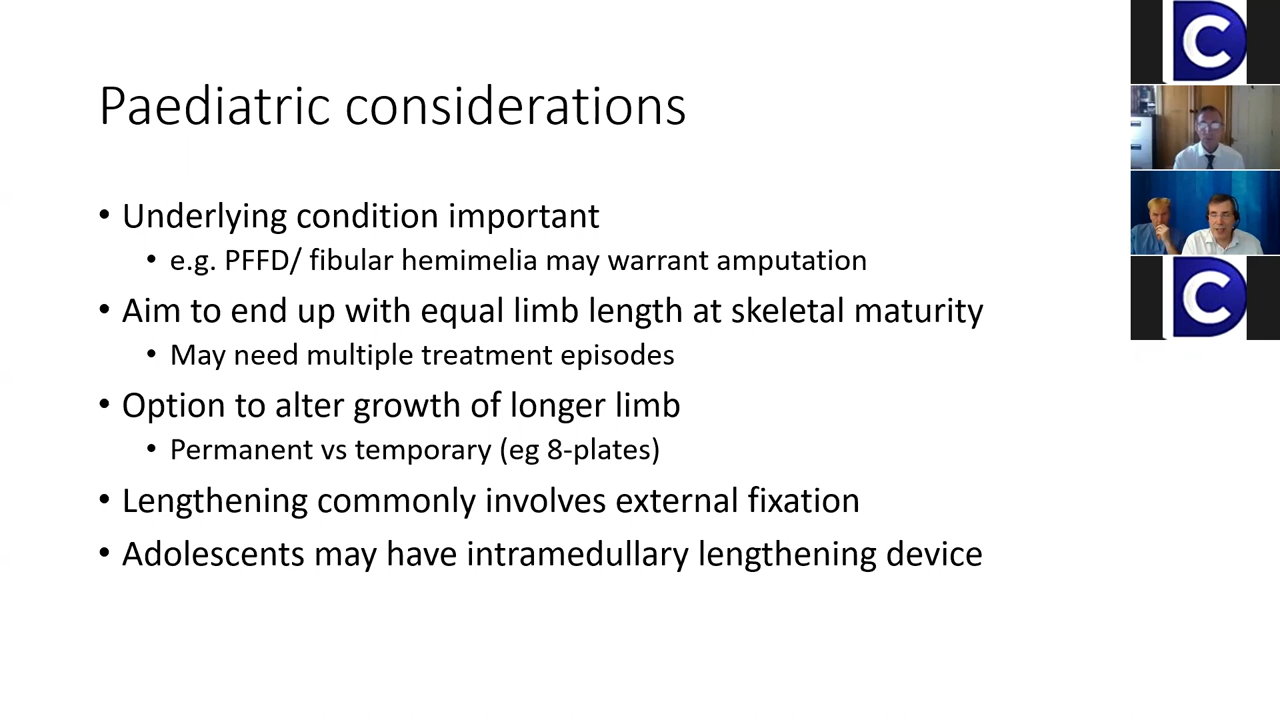 Paediatric considerations
• Underlying condition important
• e.g. PFFD/ fibular hemimelia may warrant amputation
• Aim to end up with equal limb length at skeletal maturity
• May need multiple treatment episodes
• Option to alter growth of longer limb
• Permanent vs temporary (eg 8-plates)
• Lengthening commonly involves external fixation
• Adolescents may have intramedullary lengthening device
DC
DC